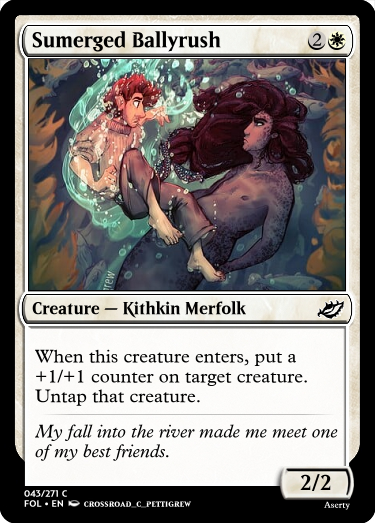 Sumerged Ballyrush 2
Creature — Kithkin Merfolk
When this creature enters, put a
+1/+1 counter on target creature.
Untap that creature.
My fall into the river made me meet one
of my best friends.
2/2
043/271 C
FOL • EN CROSSROAD_C_PETTIGREW
Aserty